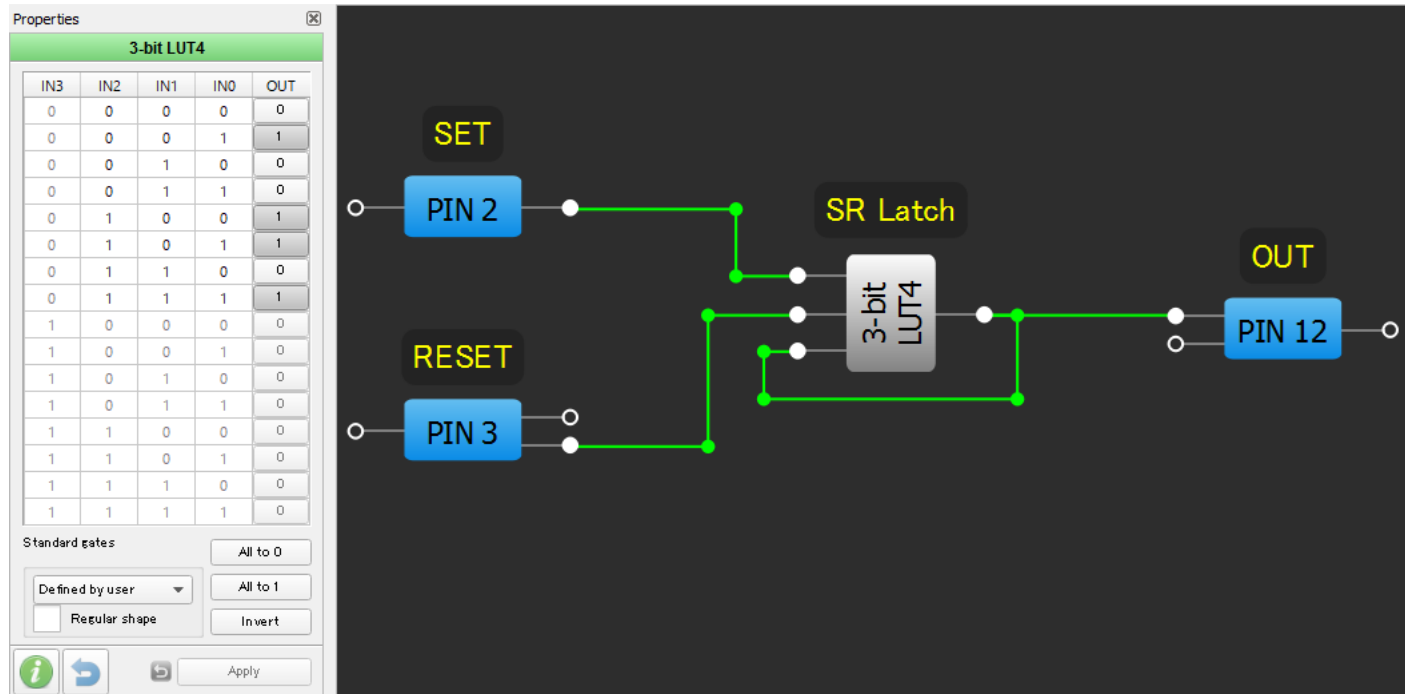 Properties
3-bit LUT4
IN3 IN2 IN1 IN0 OUT
0 0 0 0 0
0 0 0 1 1
0 0 1 0 0
0 0 1 1 0
0 1 0 0 1
0 1 0 1 1
0 1 1 0 0
0 1 1 1 1
1 0 0 0 0
1 0 0 1 0
1 0 1 0 0
1 0 1 1 0
1 1 0 0 0
1 1 0 1 0
1 1 1 0 0
1 1 1 1 0
Standard gates
All to 0
Defined by user
All to 1
Regular shape
Invert
Apply
SET
PIN 2
SR Latch
3-bit
LUT4
OUT
PIN 12
RESET
PIN 3